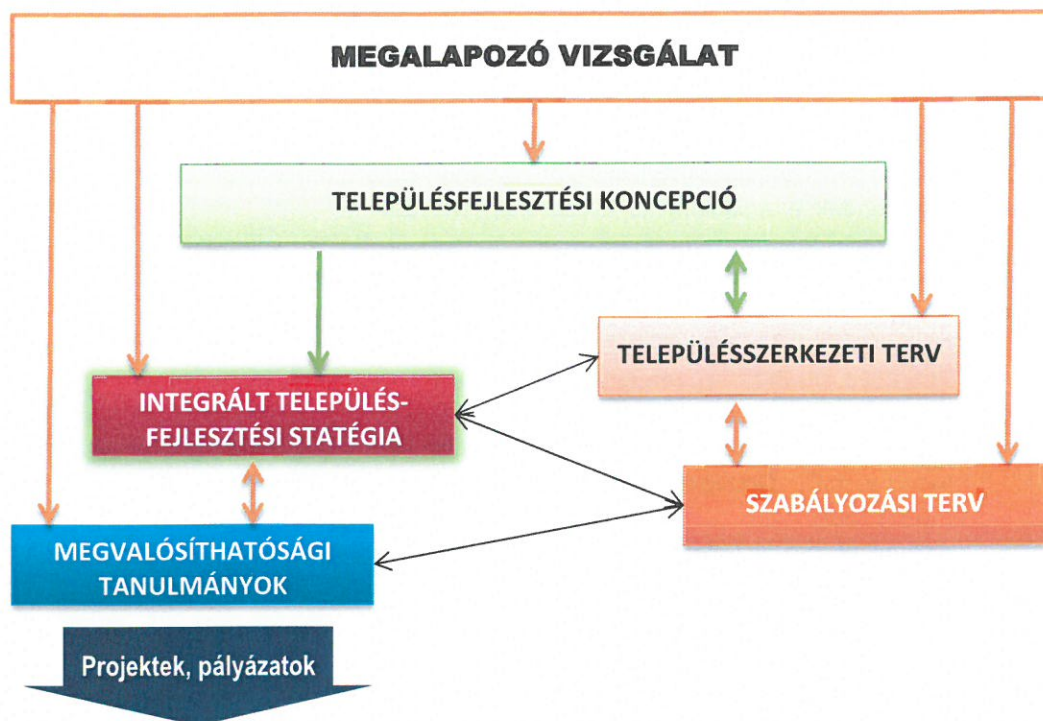 MEGALAPOZÓ VIZSGÁLAT
TELEPÜLÉSFEJLESZTÉSI KONCEPCIÓ
TELEPÜLÉSSZERKEZETI TERV
INTEGRÁLT TELEPÜLÉS-
FEJLESZTÉSI STATÉGIA
SZABÁLYOZÁSI TERV
MEGVALÓSÍTHATÓSÁGI
TANULMÁNYOK
Projektek, pályázatok